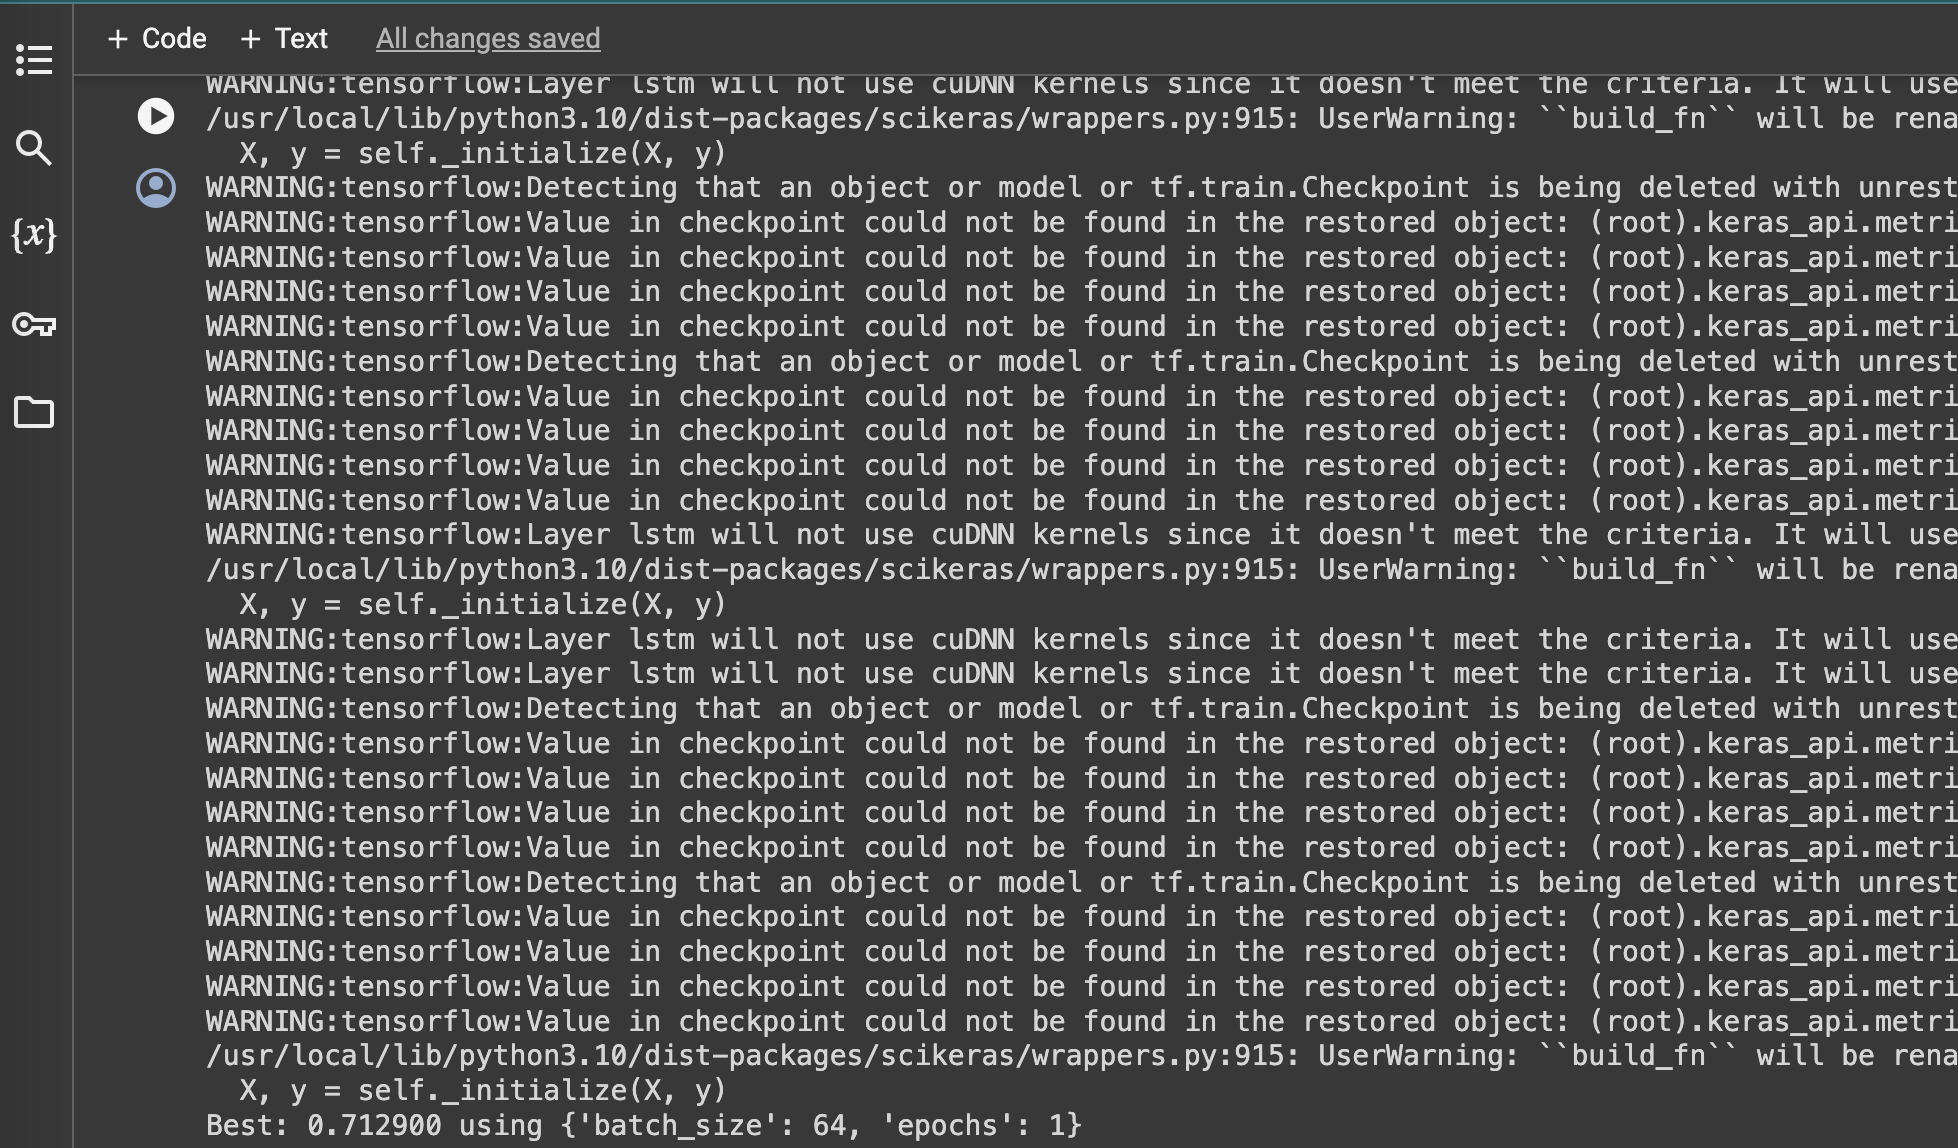 + Code + Text All changes saved
WARNING:tensorflow:Layer lstm will not use cuDNN kernels since it doesn't meet the criteria. It will use
/usr/local/lib/python3.10/dist-packages/scikeras/wrappers.py:915: UserWarning: ``build_fn`` will be rena
X, y = self._initialize(X, y)
WARNING:tensorflow:Detecting that an object or model or tf.train.Checkpoint is being deleted with unrest
WARNING:tensorflow:Value in checkpoint could not be found in the restored object: (root).keras_api.metri
WARNING:tensorflow:Value in checkpoint could not be found in the restored object: (root).keras_api.metri
{x} WARNING:tensorflow:Value in checkpoint could not be found in the restored object: (root).keras_api.metri
WARNING:tensorflow:Value in checkpoint could not be found in the restored object: (root).keras_api.metri
WARNING:tensorflow:Detecting that an object or model or tf.train.Checkpoint is being deleted with unrest
WARNING:tensorflow:Value in checkpoint could not be found in the restored object: (root).keras_api.metri
WARNING:tensorflow:Value in checkpoint could not be found in the restored object: (root).keras_api.metri
WARNING:tensorflow:Value in checkpoint could not be found in the restored object: (root).keras_api.metri
WARNING:tensorflow:Value in checkpoint could not be found in the restored object: (root).keras_api.metri
WARNING:tensorflow:Layer lstm will not use cuDNN kernels since it doesn't meet the criteria. It will use
/usr/local/lib/python3.10/dist-packages/scikeras/wrappers.py:915: UserWarning: ``build_fn`` will be rena
X, y = self._initialize(X, y)
WARNING:tensorflow:Layer lstm will not use cuDNN kernels since it doesn't meet the criteria. It will use
WARNING:tensorflow:Layer lstm will not use cuDNN kernels since it doesn't meet the criteria. It will use
WARNING:tensorflow:Detecting that an object or model or tf.train.Checkpoint is being deleted with unrest
WARNING:tensorflow:Value in checkpoint could not be found in the restored object: (root).keras_api.metri
WARNING:tensorflow:Value in checkpoint could not be found in the restored object: (root).keras_api.metri
WARNING:tensorflow:Value in checkpoint could not be found in the restored object: (root).keras_api.metri
WARNING:tensorflow:Value in checkpoint could not be found in the restored object: (root).keras_api.metri
WARNING:tensorflow:Detecting that an object or model or tf.train.Checkpoint is being deleted with unrest
WARNING:tensorflow:Value in checkpoint could not be found in the restored object: (root).keras_api.metri
WARNING:tensorflow:Value in checkpoint could not be found in the restored object: (root).keras_api.metri
WARNING:tensorflow:Value in checkpoint could not be found in the restored object: (root).keras_api.metri
WARNING:tensorflow:Value in checkpoint could not be found in the restored object: (root).keras_api.metri
/usr/local/lib/python3.10/dist-packages/scikeras/wrappers.py:915: UserWarning: ``build_fn`` will be rena
X, y = self._initialize(X, y)
Best: 0.712900 using {'batch_size': 64, 'epochs': 1}